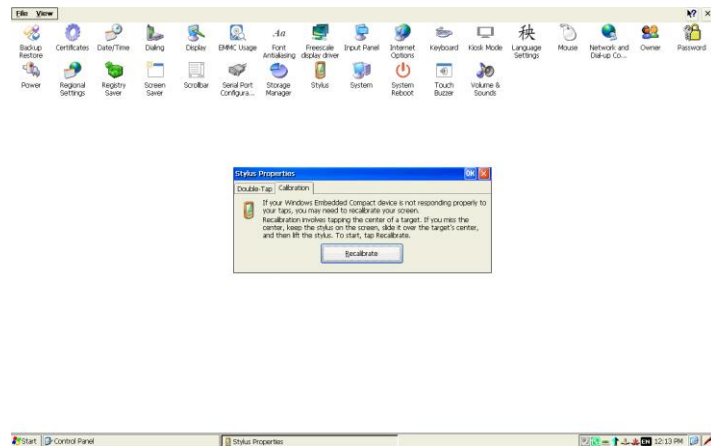 File View
Backup Restore
Certificates
Date/Time
Dialing
Display
EMMC Usage
Font Antialiasing
Freescale display driver
Input Panel
Internet Options
Keyboard
Kiosk Mode
Language Settings
Mouse
Network and Dial-up Co...
Owner
Password
Power
Regional Settings
Registry Saver
Screen Saver
Scrollbar
Serial Port Configura...
Storage Manager
Stylus
System
System Reboot
Touch Buzzer
Volume & Sounds
Stylus Properties OK
Double-Tap Calibration
If your Windows Embedded Compact device is not responding properly to
your taps, you may need to recalibrate your screen.
Recalibration involves tapping the center of a target. If you miss the
center, keep the stylus on the screen, slide it over the target's center,
and then lift the stylus. To start, tap Recalibrate.
Recalibrate
Start Control Panel Stylus Properties EN 12:13 PM